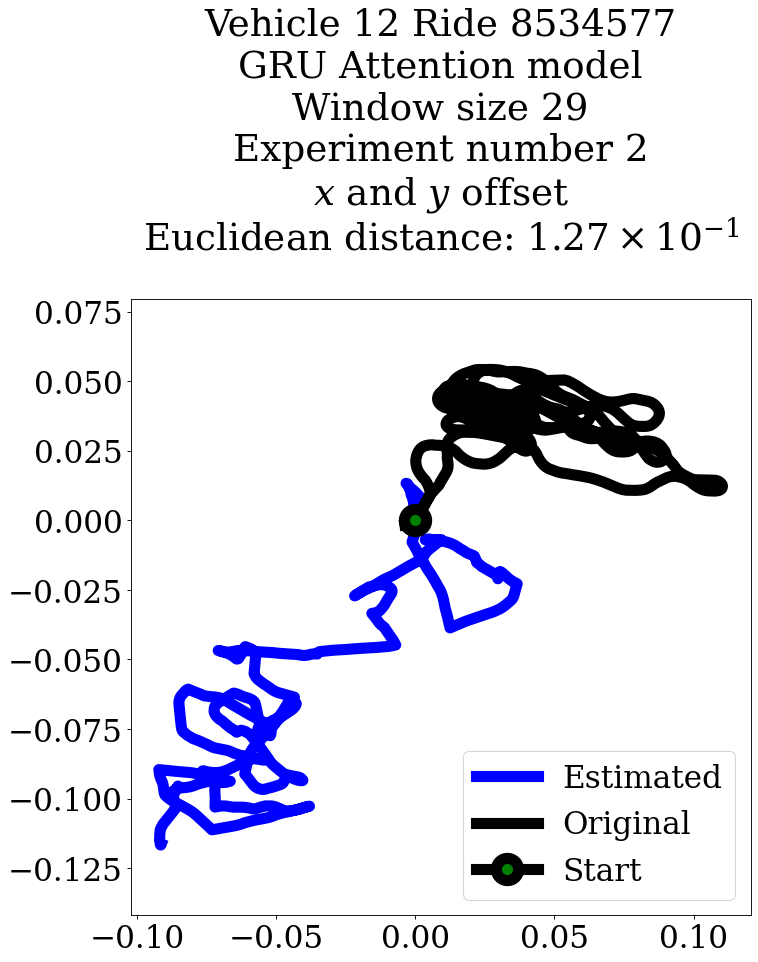 Vehicle 12 Ride 8534577
GRU Attention model
Window size 29
Experiment number 2
x and y offset
Euclidean distance: 1.27 × 10⁻¹
0.075
0.050
0.025
0.000
−0.025
−0.050
−0.075
−0.100
−0.125
−0.10 −0.05 0.00 0.05 0.10
Estimated
Original
Start